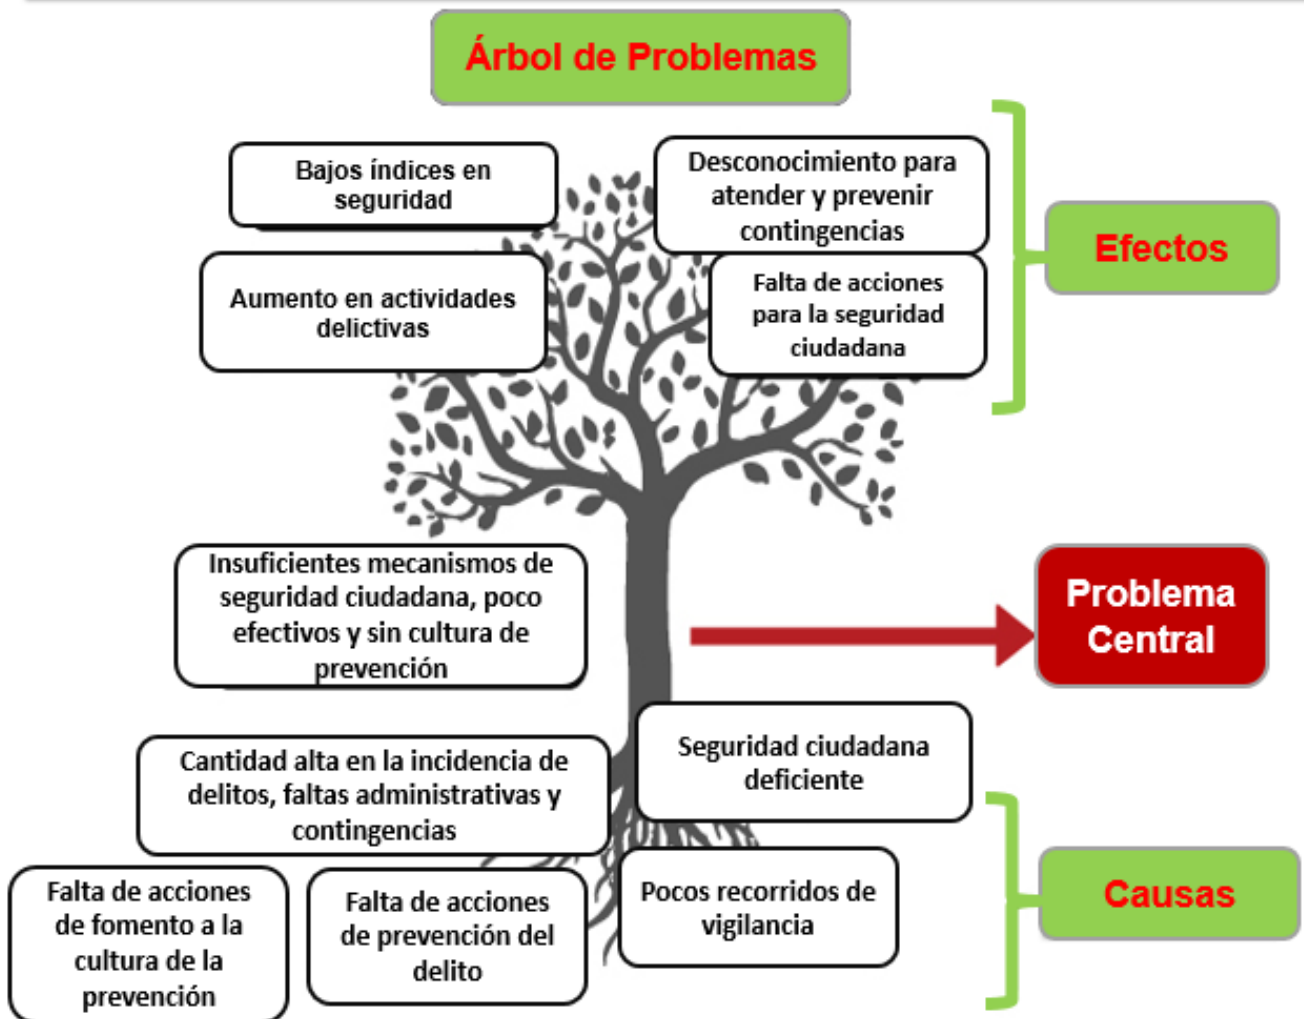 Árbol de Problemas
Bajos índices en
seguridad
Desconocimiento para
atender y prevenir
contingencias
Efectos
Aumento en actividades
delictivas
Falta de acciones
para la seguridad
ciudadana
Insuficientes mecanismos de
seguridad ciudadana, poco
efectivos y sin cultura de
prevención
Problema
Central
Cantidad alta en la incidencia de
delitos, faltas administrativas y
contingencias
Seguridad ciudadana
deficiente
Falta de acciones
de fomento a la
cultura de la
prevención
Falta de acciones
de prevención del
delito
Pocos recorridos de
vigilancia
Causas